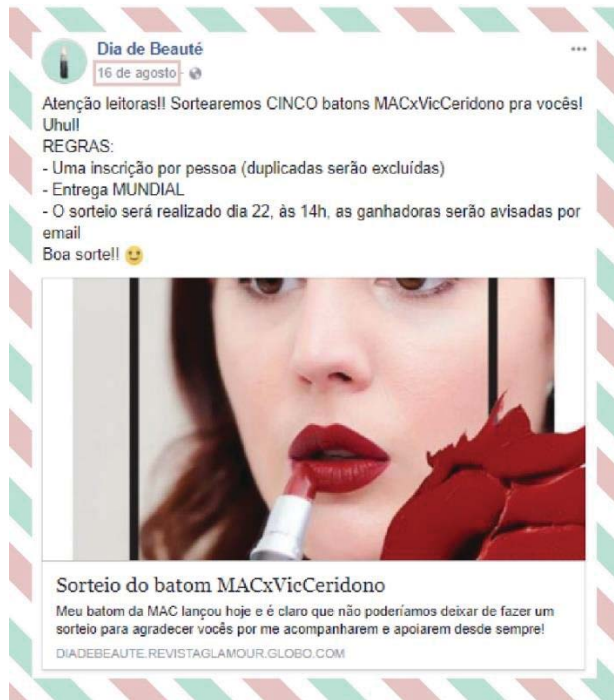 Dia de Beauté
16 de agosto ·
Atenção leitoras!! Sortearemos CINCO batons MACxVicCeridono pra vocês!
Uhul!
REGRAS:
- Uma inscrição por pessoa (duplicadas serão excluídas)
- Entrega MUNDIAL
- O sorteio será realizado dia 22, às 14h, as ganhadoras serão avisadas por
email
Boa sorte!!
Sorteio do batom MACxVicCeridono
Meu batom da MAC lançou hoje e é claro que não poderíamos deixar de fazer um
sorteio para agradecer vocês por me acompanharem e apoiarem desde sempre!
DIADEBEAUTE.REVISTAGLAMOUR.GLOBO.COM